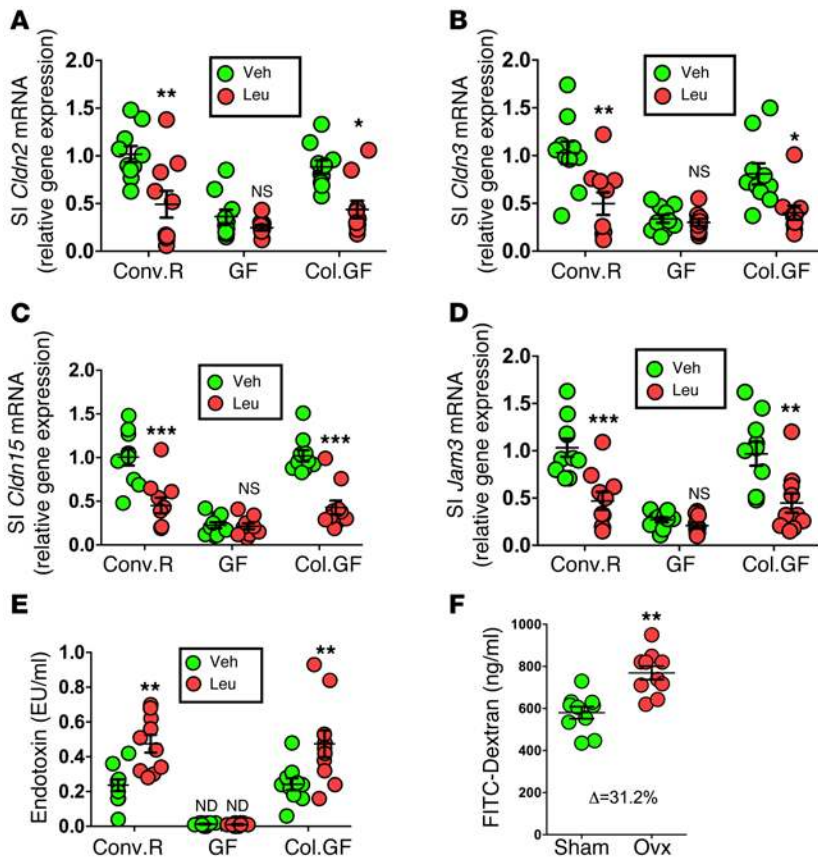 A
SI Cldn2 mRNA
(relative gene expression)
2.0
1.5
1.0
0.5
0.0
Veh
Leu
**
NS
*
Conv.R GF Col.GF
B
SI Cldn3 mRNA
(relative gene expression)
2.0
1.5
1.0
0.5
0.0
Veh
Leu
**
NS
*
Conv.R GF Col.GF
C
SI Cldn15 mRNA
(relative gene expression)
2.0
1.5
1.0
0.5
0.0
Veh
Leu
***
NS
***
Conv.R GF Col.GF
D
SI Jam3 mRNA
(relative gene expression)
2.0
1.5
1.0
0.5
0.0
Veh
Leu
***
NS
**
Conv.R GF Col.GF
E
Endotoxin (EU/ml)
1.0
0.8
0.6
0.4
0.2
0.0
Veh
Leu
**
ND ND
**
Conv.R GF Col.GF
F
FITC-Dextran (ng/ml)
1000
800
600
400
200
0
**
Δ=31.2%
Sham Ovx